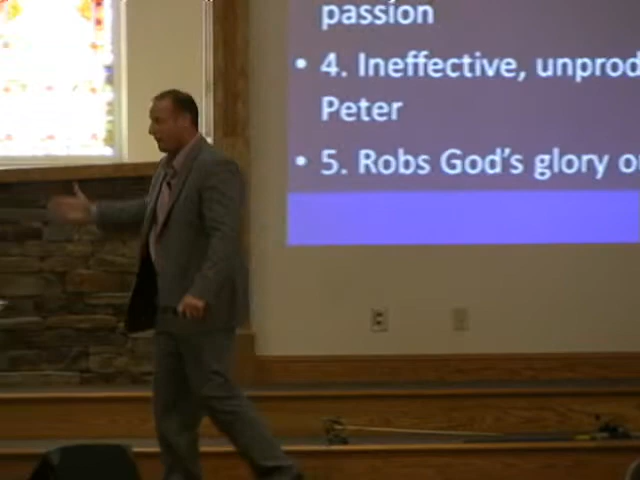 passion
• 4. Ineffective, unprod
Peter
• 5. Robs God's glory o